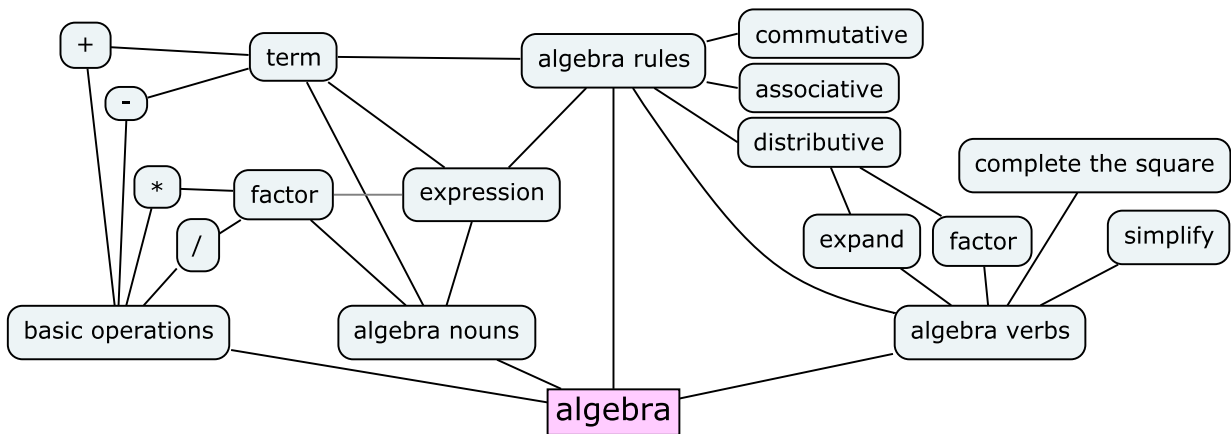 +
term
algebra rules
commutative
-
associative
distributive
*
factor
expression
complete the square
/
expand
factor
simplify
basic operations
algebra nouns
algebra verbs
algebra